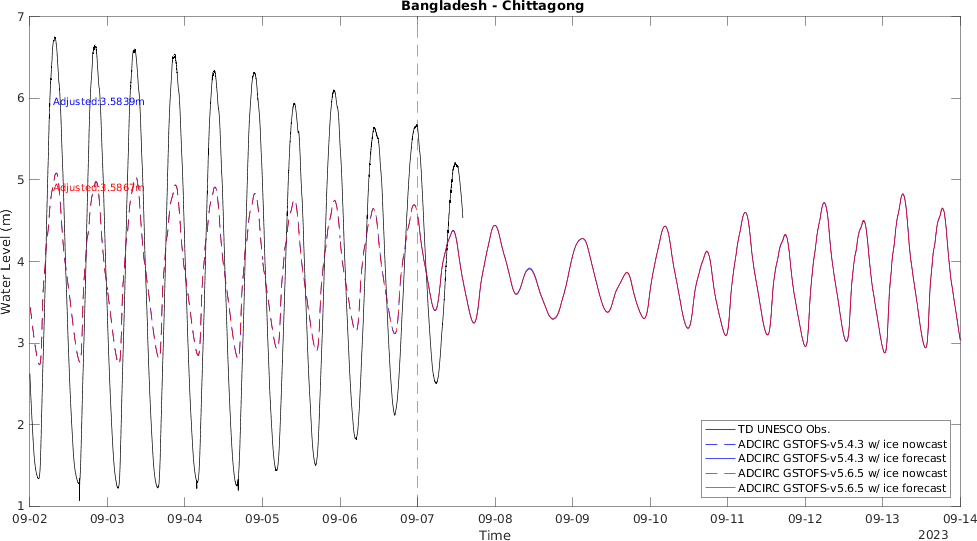 Bangladesh - Chittagong
7
6
5
4
3
2
1
Water Level (m)
Adjusted:3.5839m
Adjusted:3.5867m
TD UNESCO Obs.
ADCIRC GSTOFS-v5.4.3 w/ ice nowcast
ADCIRC GSTOFS-v5.4.3 w/ ice forecast
ADCIRC GSTOFS-v5.6.5 w/ ice nowcast
ADCIRC GSTOFS-v5.6.5 w/ ice forecast
09-02 09-03 09-04 09-05 09-06 09-07 09-08 09-09 09-10 09-11 09-12 09-13 09-14
Time
2023